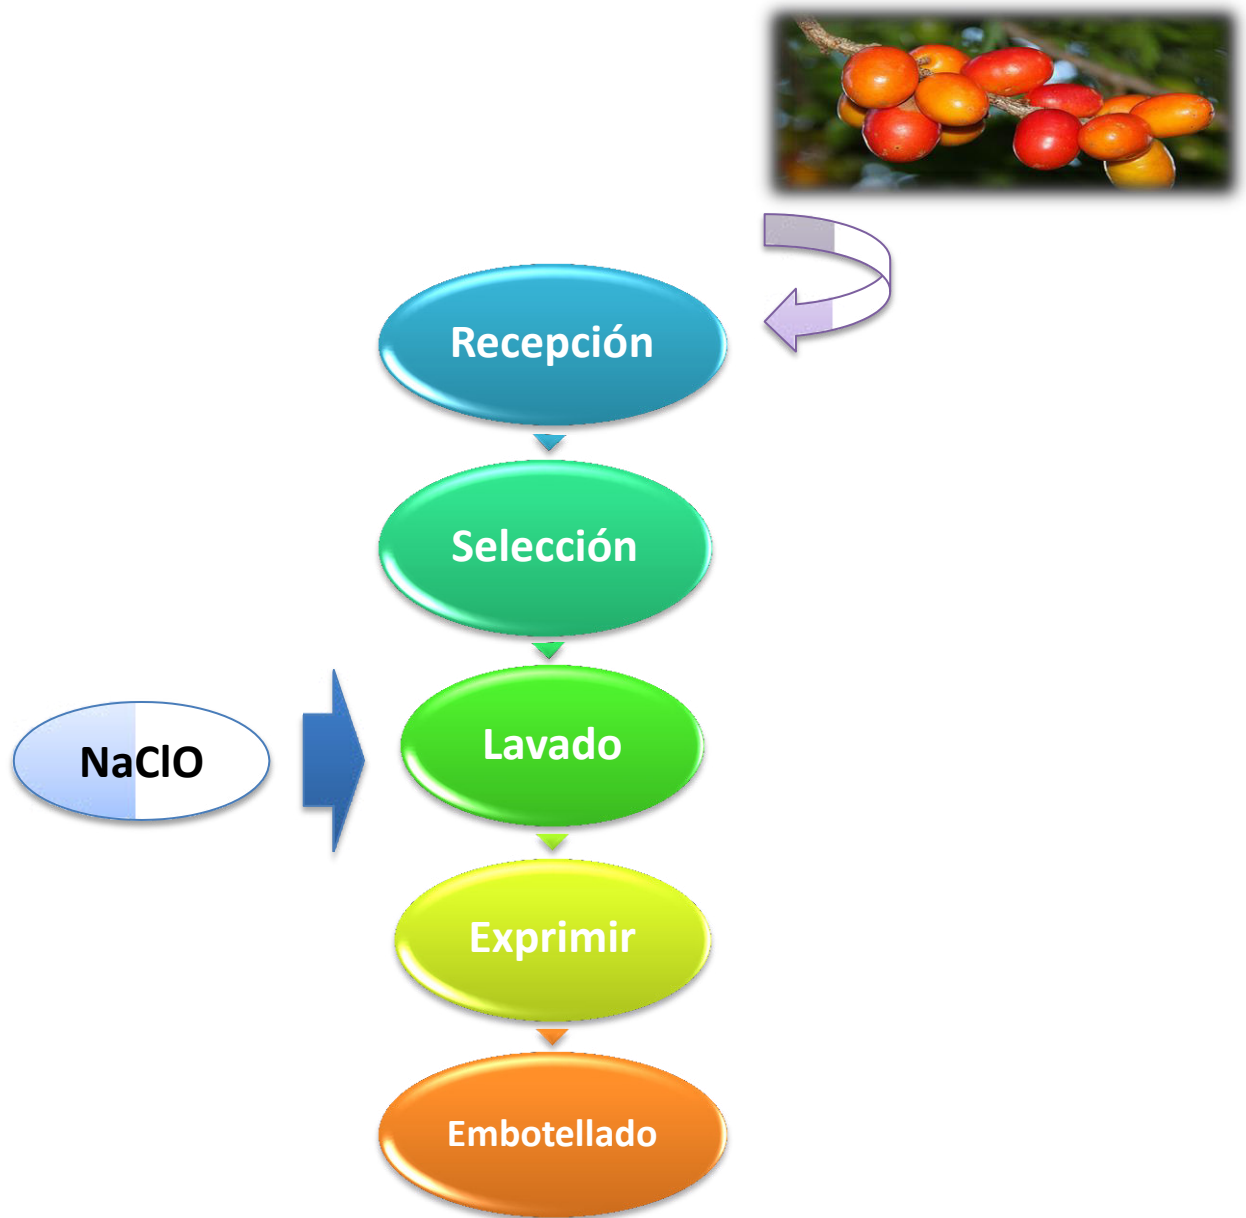 Recepción
Selección
NaClO
Lavado
Exprimir
Embotellado